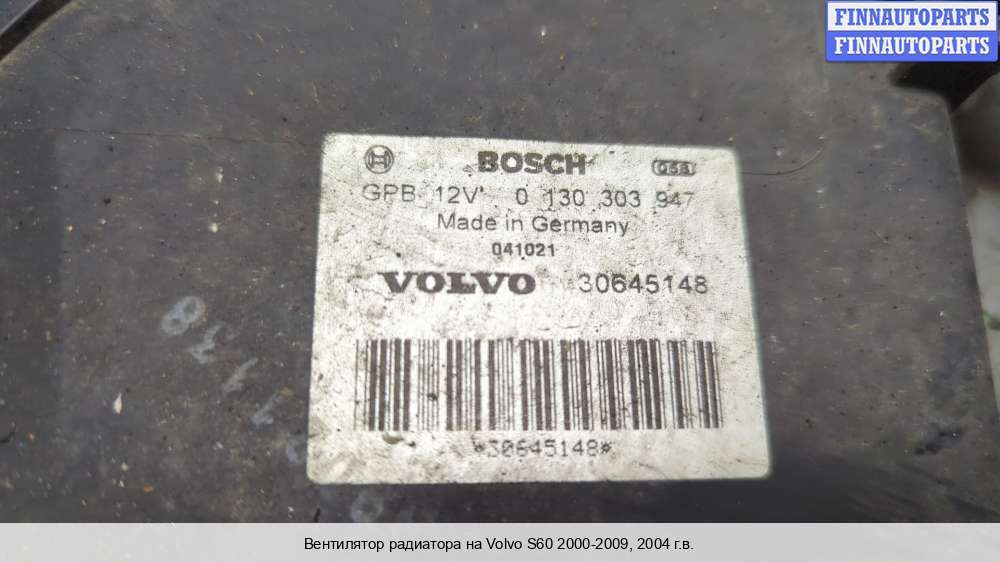 FINNAUTOPARTS
FINNAUTOPARTS
BOSCH
GPB 12V 0 130 303 947
Made in Germany
041021
VOLVO 30645148
*30645148*
Вентилятор радиатора на Volvo S60 2000-2009, 2004 г.в.